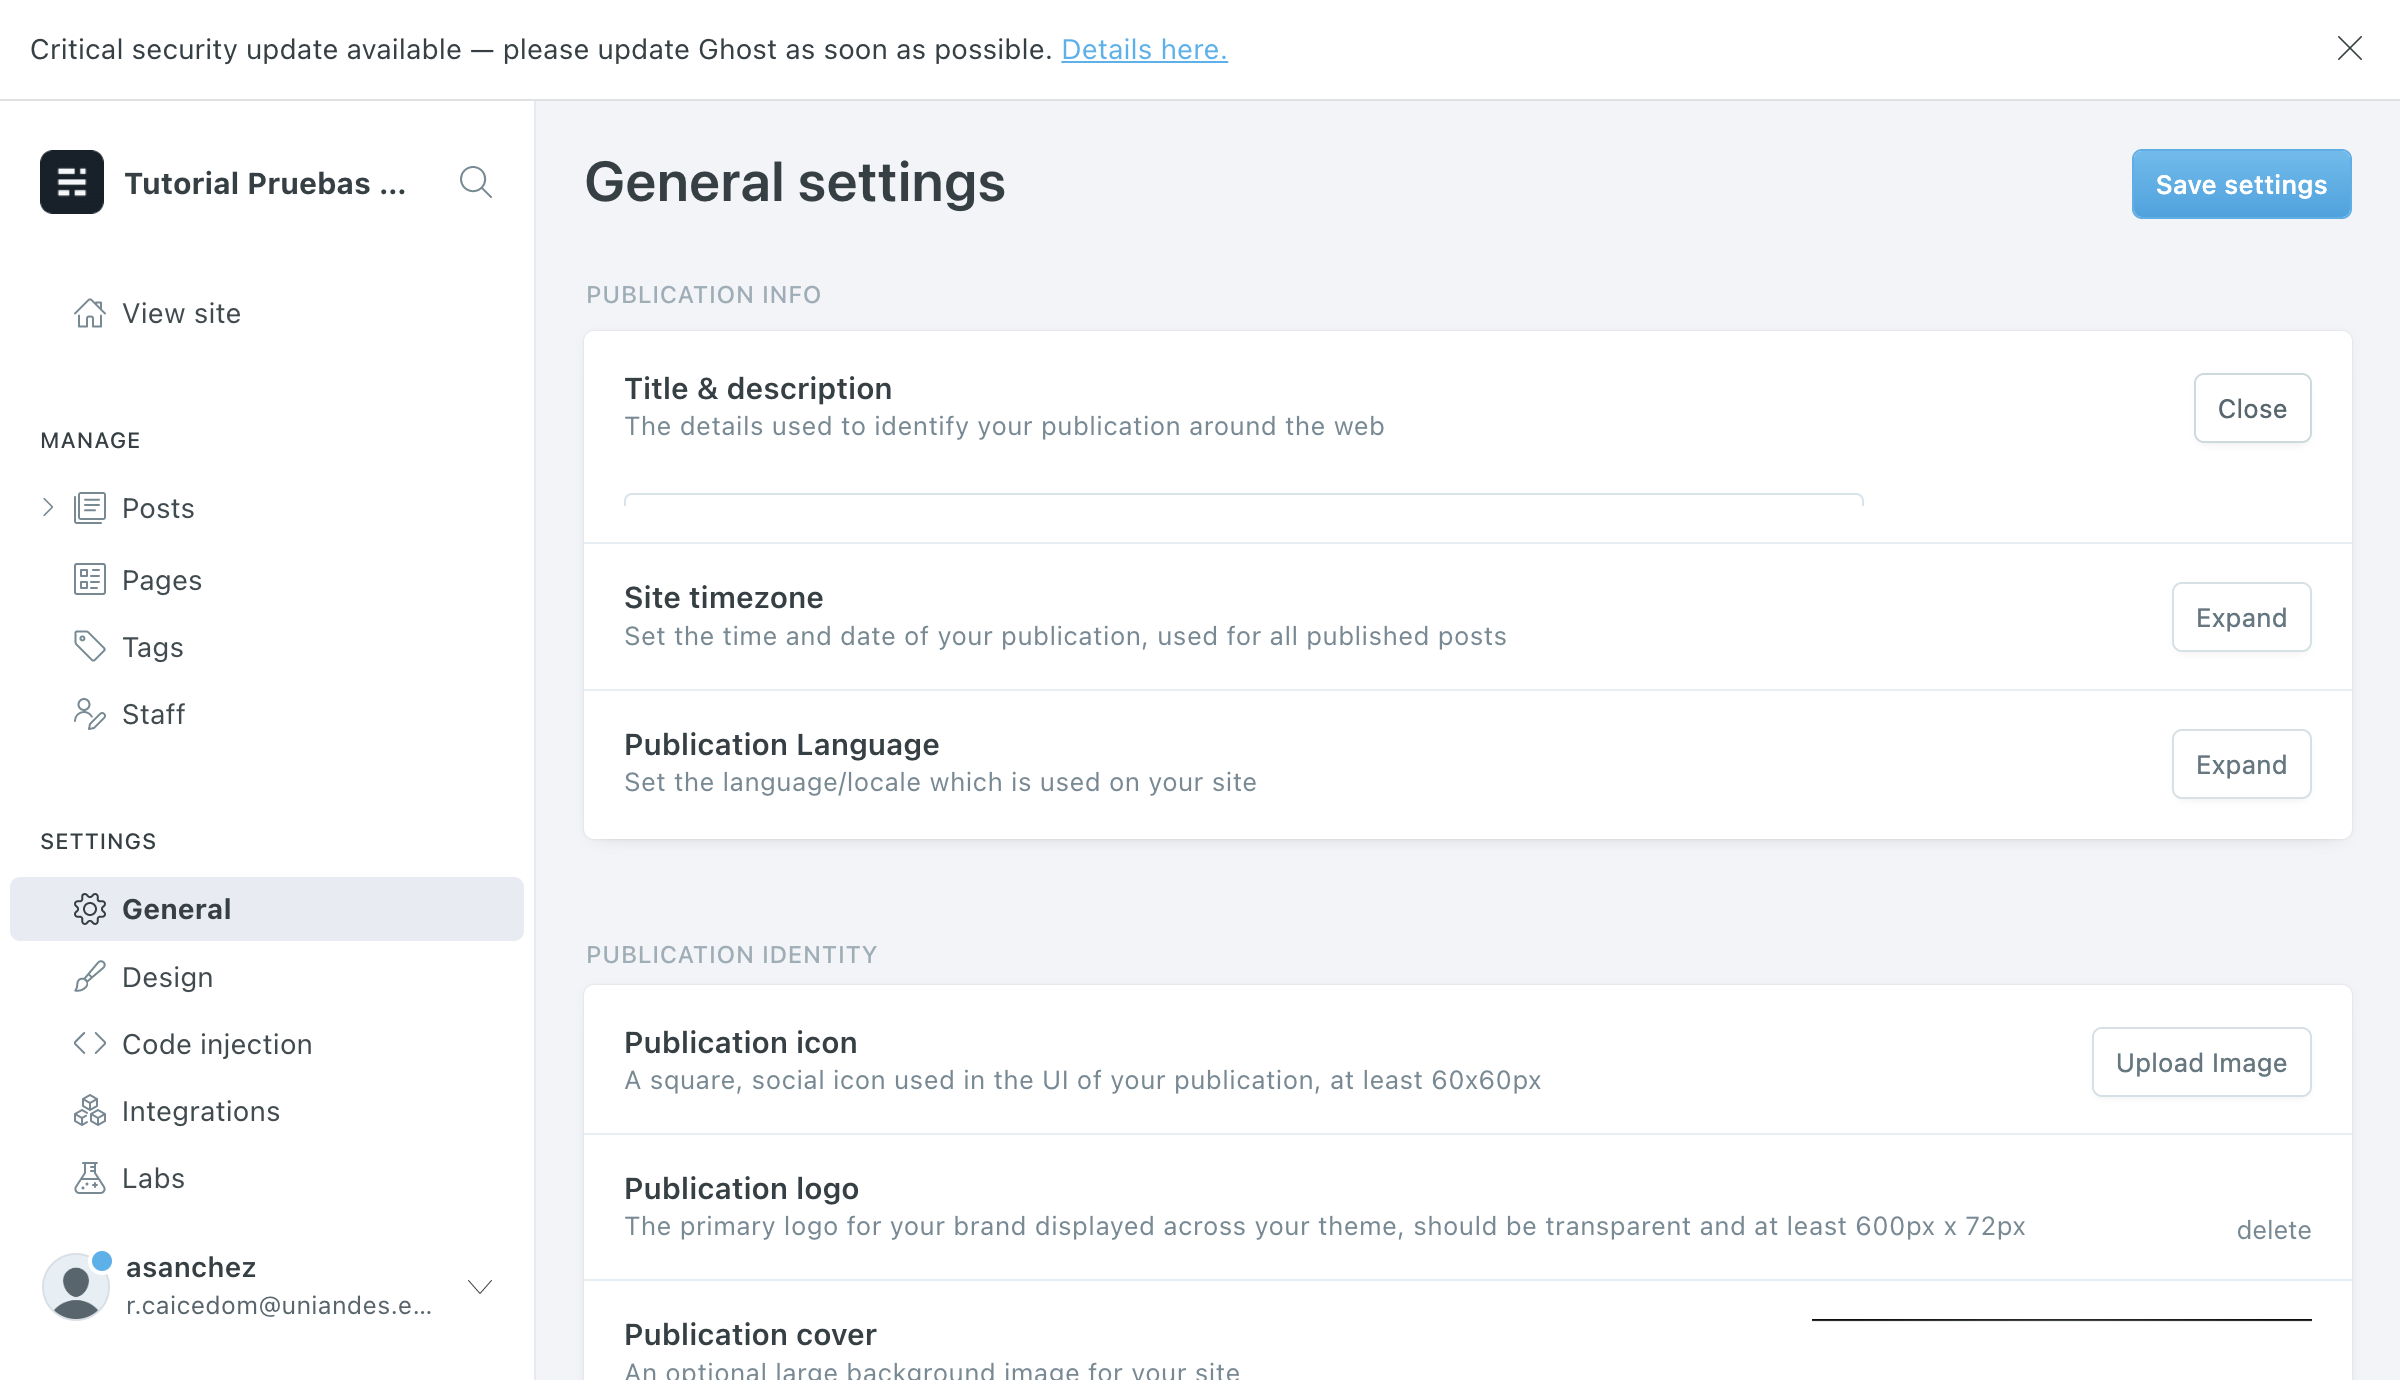 Critical security update available — please update Ghost as soon as possible. Details here.
Tutorial Pruebas ...
View site
MANAGE
Posts
Pages
Tags
Staff
SETTINGS
General
Design
Code injection
Integrations
Labs
asanchez
r.caicedom@uniandes.e...
General settings
Save settings
PUBLICATION INFO
Title & description
The details used to identify your publication around the web
Close
Site timezone
Set the time and date of your publication, used for all published posts
Expand
Publication Language
Set the language/locale which is used on your site
Expand
PUBLICATION IDENTITY
Publication icon
A square, social icon used in the UI of your publication, at least 60x60px
Upload Image
Publication logo
The primary logo for your brand displayed across your theme, should be transparent and at least 600px x 72px
delete
Publication cover
An optional large background image for your site